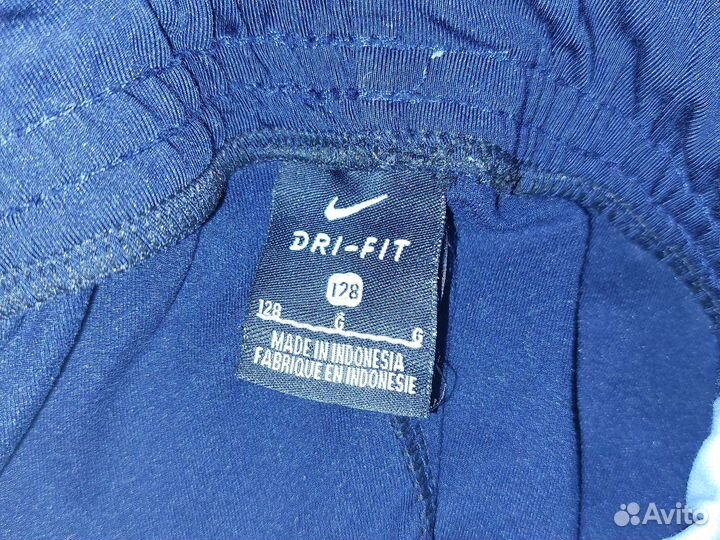 DRI-FIT
128
128 G G
MADE IN INDONESIA
FABRIQUE EN INDONESIE
Avito